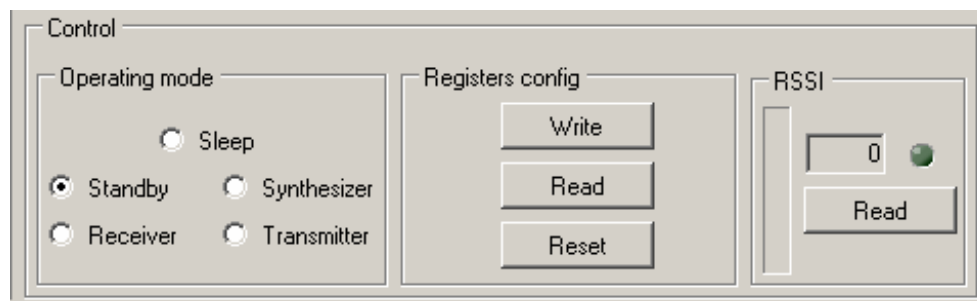 Control
Operating mode
Sleep
Standby
Synthesizer
Receiver
Transmitter
Registers config
Write
Read
Reset
RSSI
0
Read